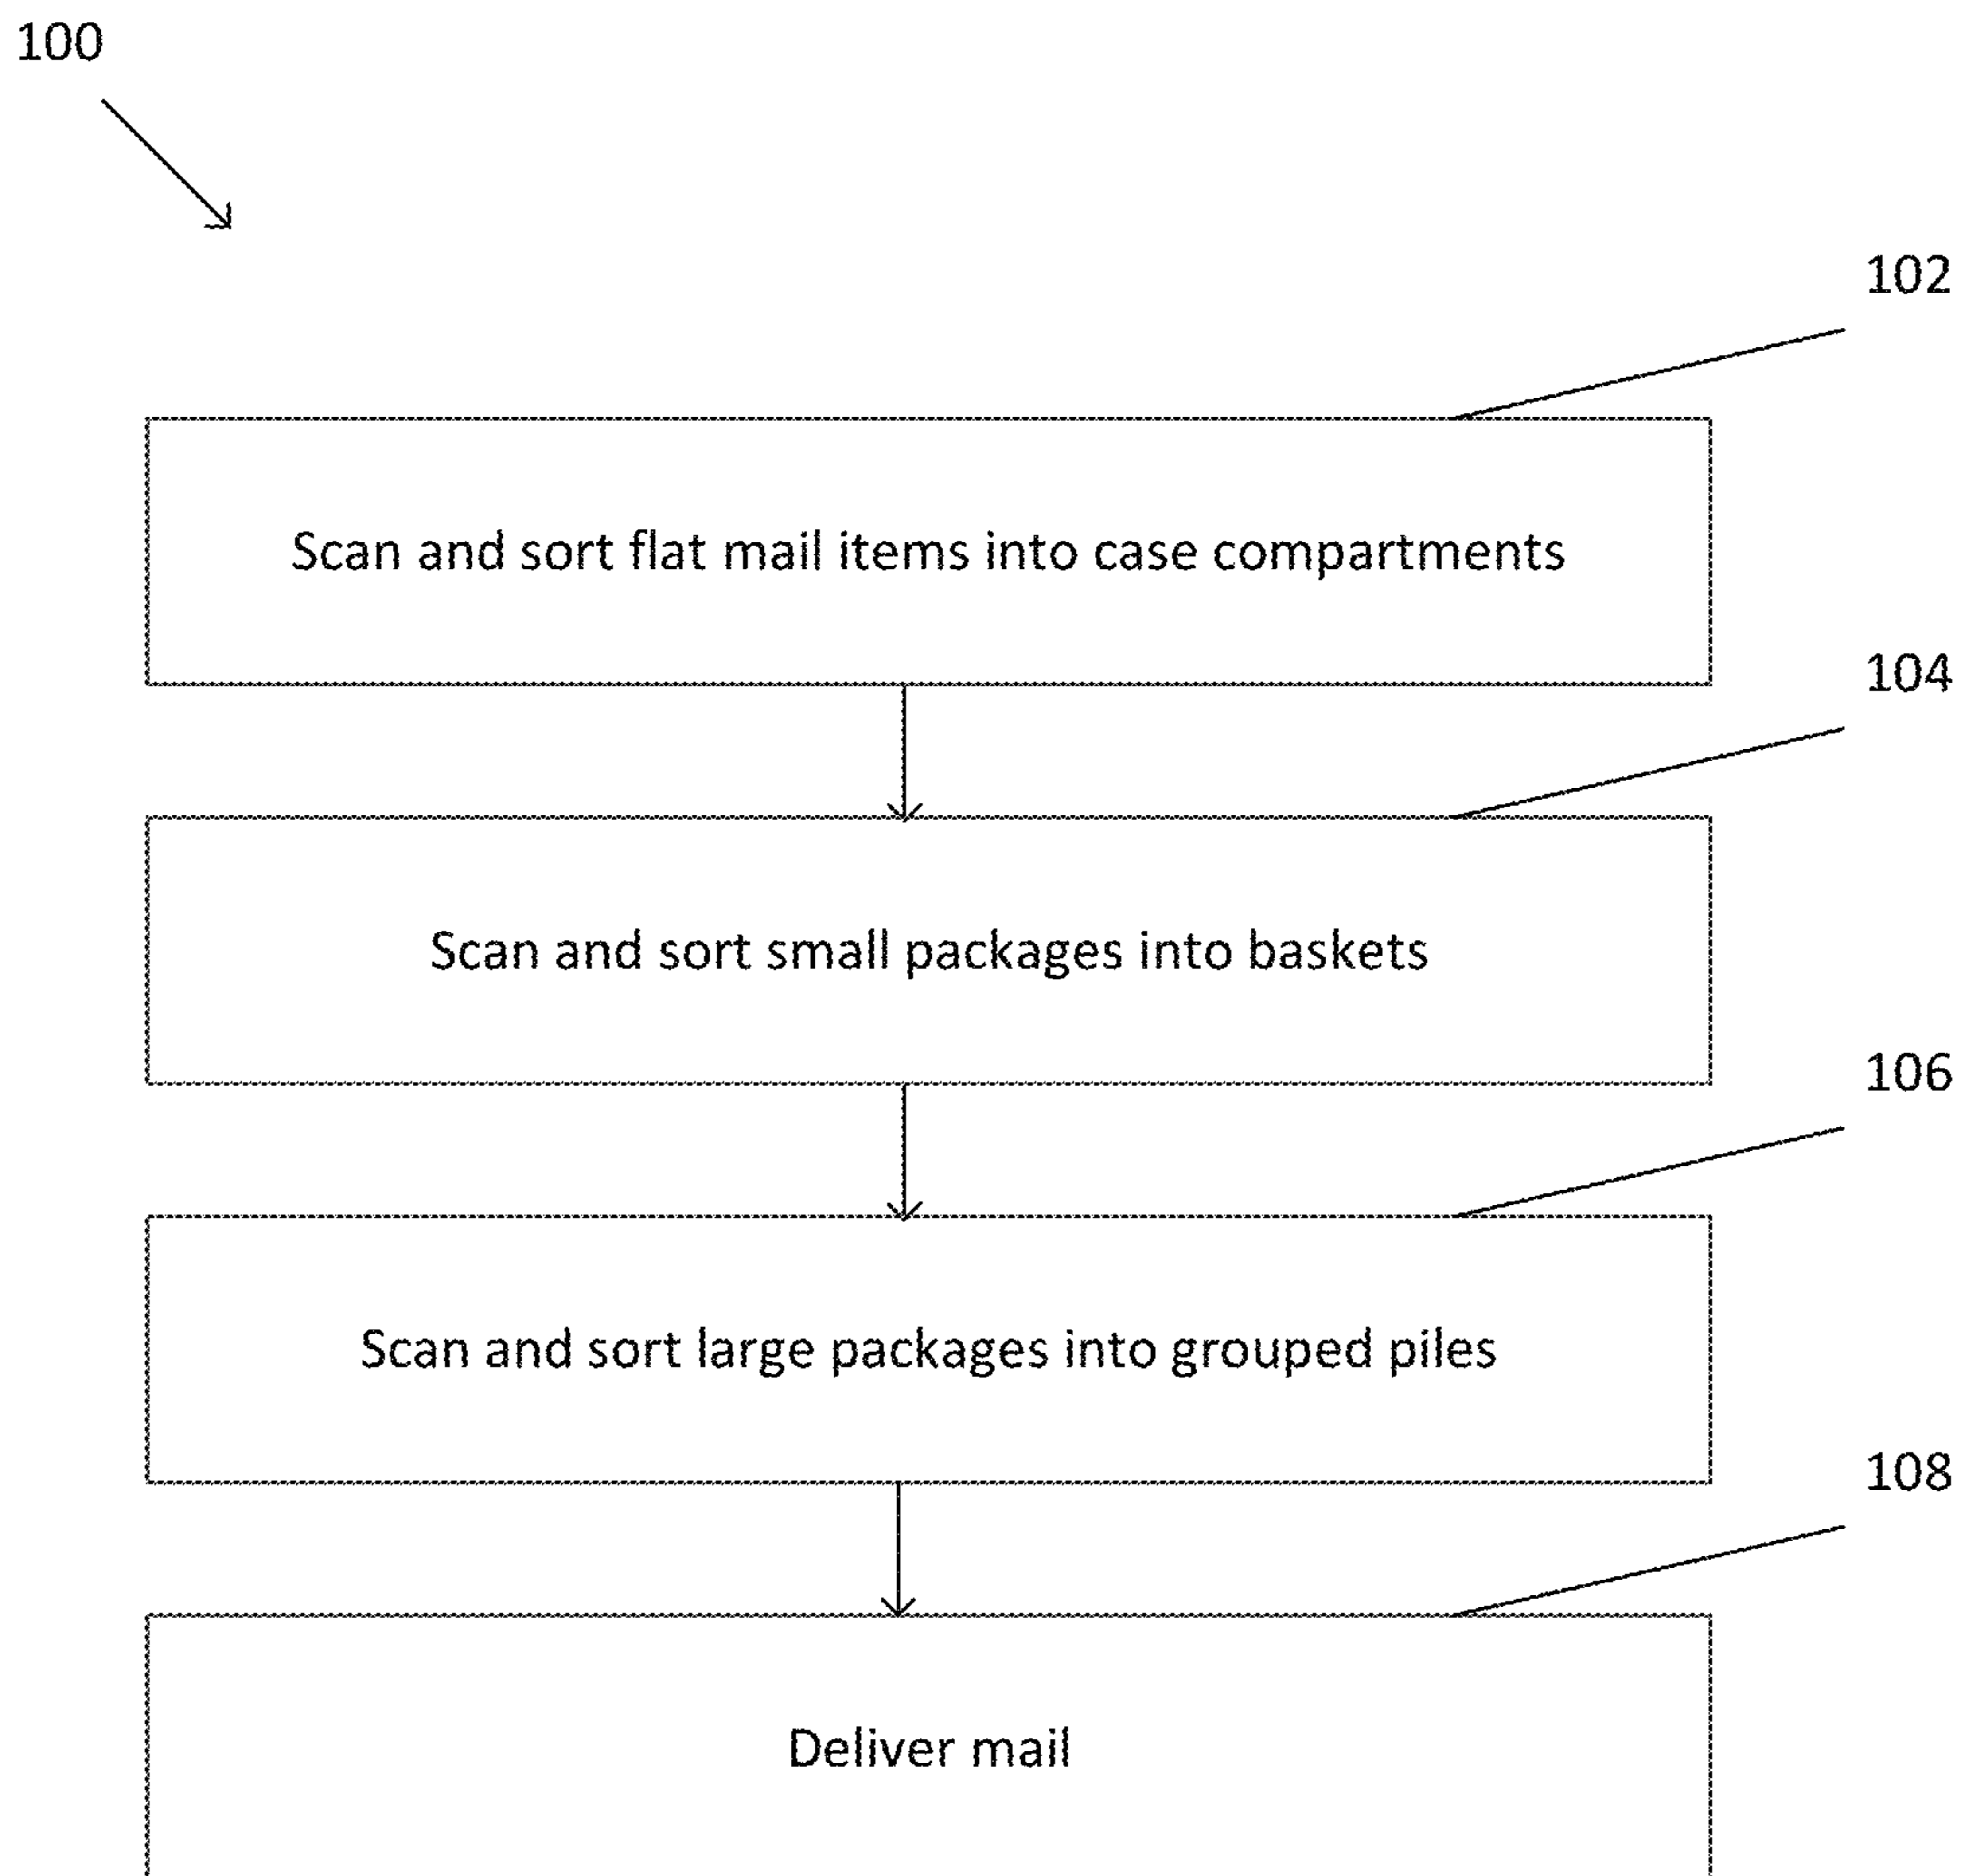 100
102
Scan and sort flat mail items into case compartments
104
Scan and sort small packages into baskets
106
Scan and sort large packages into grouped piles
108
Deliver mail